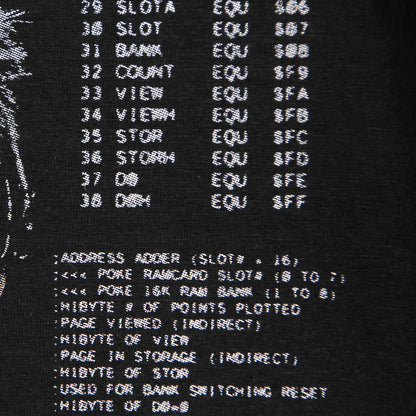 29 SLOTA EQU $06
30 SLOT EQU $07
31 BANK EQU $08
32 COUNT EQU $F9
33 VIEW EQU $FA
34 VIEWH EQU $FB
35 STOR EQU $FC
36 STORH EQU $FD
37 D0 EQU $FE
38 D0H EQU $FF
;ADDRESS ADDER (SLOT# * 16)
;<<< POKE RAMCARD SLOT# (0 TO 7)
;<<< POKE 16K RAM BANK (1 TO 8)
;HIBYTE # OF POINTS PLOTTED
;PAGE VIEWED (INDIRECT)
;HIBYTE OF VIEW
;PAGE IN STORAGE (INDIRECT)
;HIBYTE OF STOR
;USED FOR BANK SWITCHING RESET
;HIBYTE OF D0=0